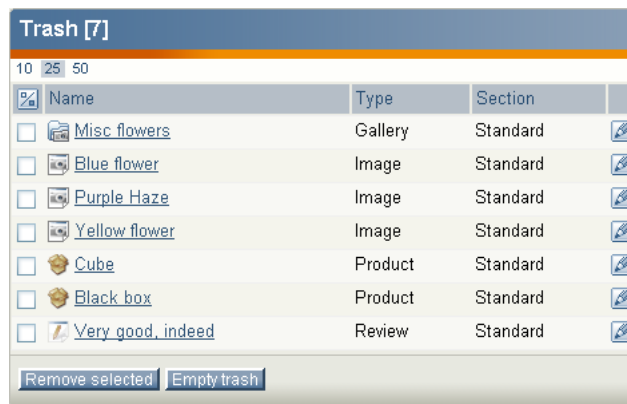 Trash [7]
10 25 50
Name Type Section
Misc flowers Gallery Standard
Blue flower Image Standard
Purple Haze Image Standard
Yellow flower Image Standard
Cube Product Standard
Black box Product Standard
Very good, indeed Review Standard
Remove selected Empty trash